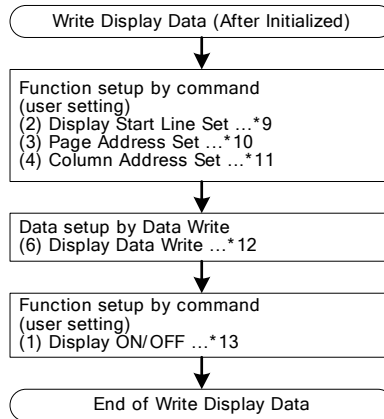 Write Display Data (After Initialized)
Function setup by command
(user setting)
(2) Display Start Line Set ...*9
(3) Page Address Set ...*10
(4) Column Address Set ...*11
Data setup by Data Write
(6) Display Data Write ...*12
Function setup by command
(user setting)
(1) Display ON/OFF ...*13
End of Write Display Data